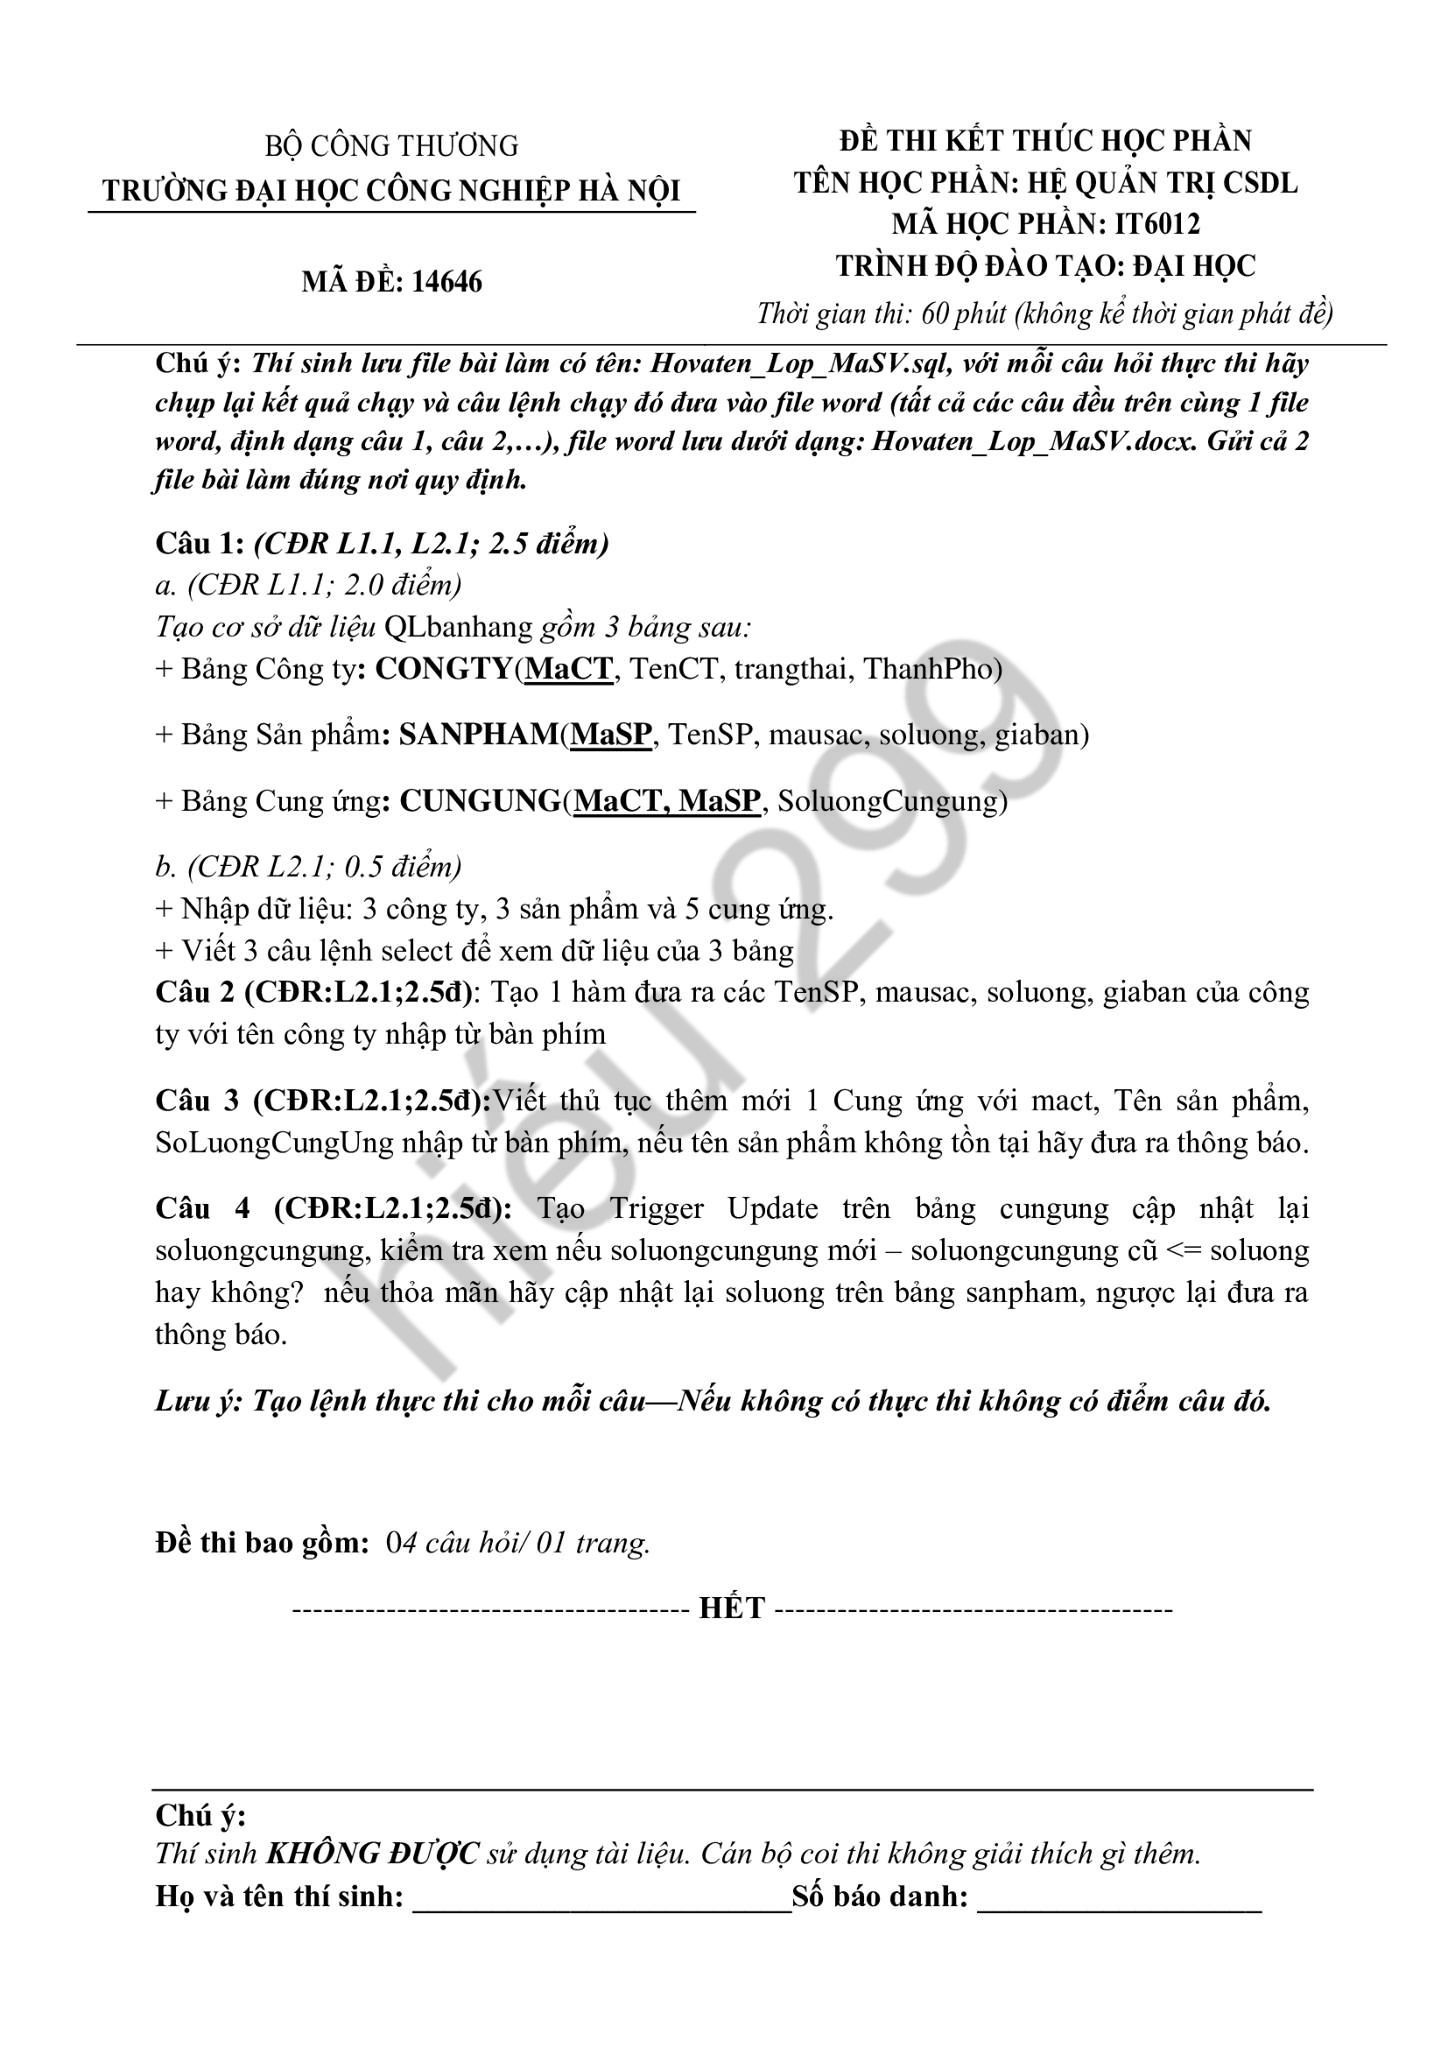 BỘ CÔNG THƯƠNG
TRƯỜNG ĐẠI HỌC CÔNG NGHIỆP HÀ NỘI
MÃ ĐỀ: 14646
ĐỀ THI KẾT THÚC HỌC PHẦN
TÊN HỌC PHẦN: HỆ QUẢN TRỊ CSDL
MÃ HỌC PHẦN: IT6012
TRÌNH ĐỘ ĐÀO TẠO: ĐẠI HỌC
Thời gian thi: 60 phút (không kể thời gian phát đề)
Chú ý: Thí sinh lưu file bài làm có tên: Hovaten_Lop_MaSV.sql, với mỗi câu hỏi thực thi hãy
chụp lại kết quả chạy và câu lệnh chạy đó đưa vào file word (tất cả các câu đều trên cùng 1 file
word, định dạng câu 1, câu 2,…), file word lưu dưới dạng: Hovaten_Lop_MaSV.docx. Gửi cả 2
file bài làm đúng nơi quy định.
Câu 1: (CĐR L1.1, L2.1; 2.5 điểm)
a. (CĐR L1.1; 2.0 điểm)
Tạo cơ sở dữ liệu QLbanhang gồm 3 bảng sau:
+ Bảng Công ty: CONGTY(MaCT, TenCT, trangthai, ThanhPho)
+ Bảng Sản phẩm: SANPHAM(MaSP, TenSP, mausac, soluong, giaban)
+ Bảng Cung ứng: CUNGUNG(MaCT, MaSP, SoluongCungung)
b. (CĐR L2.1; 0.5 điểm)
+ Nhập dữ liệu: 3 công ty, 3 sản phẩm và 5 cung ứng.
+ Viết 3 câu lệnh select để xem dữ liệu của 3 bảng
Câu 2 (CĐR:L2.1;2.5đ): Tạo 1 hàm đưa ra các TenSP, mausac, soluong, giaban của công
ty với tên công ty nhập từ bàn phím
Câu 3 (CĐR:L2.1;2.5đ):Viết thủ tục thêm mới 1 Cung ứng với mact, Tên sản phẩm,
SoLuongCungUng nhập từ bàn phím, nếu tên sản phẩm không tồn tại hãy đưa ra thông báo.
Câu 4 (CĐR:L2.1;2.5đ): Tạo Trigger Update trên bảng cungung cập nhật lại
soluongcungung, kiểm tra xem nếu soluongcungung mới – soluongcungung cũ <= soluong
hay không? nếu thỏa mãn hãy cập nhật lại soluong trên bảng sanpham, ngược lại đưa ra
thông báo.
Lưu ý: Tạo lệnh thực thi cho mỗi câu—Nếu không có thực thi không có điểm câu đó.
Đề thi bao gồm: 04 câu hỏi/ 01 trang.
-------------------------------------- HẾT --------------------------------------
Chú ý:
Thí sinh KHÔNG ĐƯỢC sử dụng tài liệu. Cán bộ coi thi không giải thích gì thêm.
Họ và tên thí sinh: ________________________Số báo danh: __________________
hiếu 299